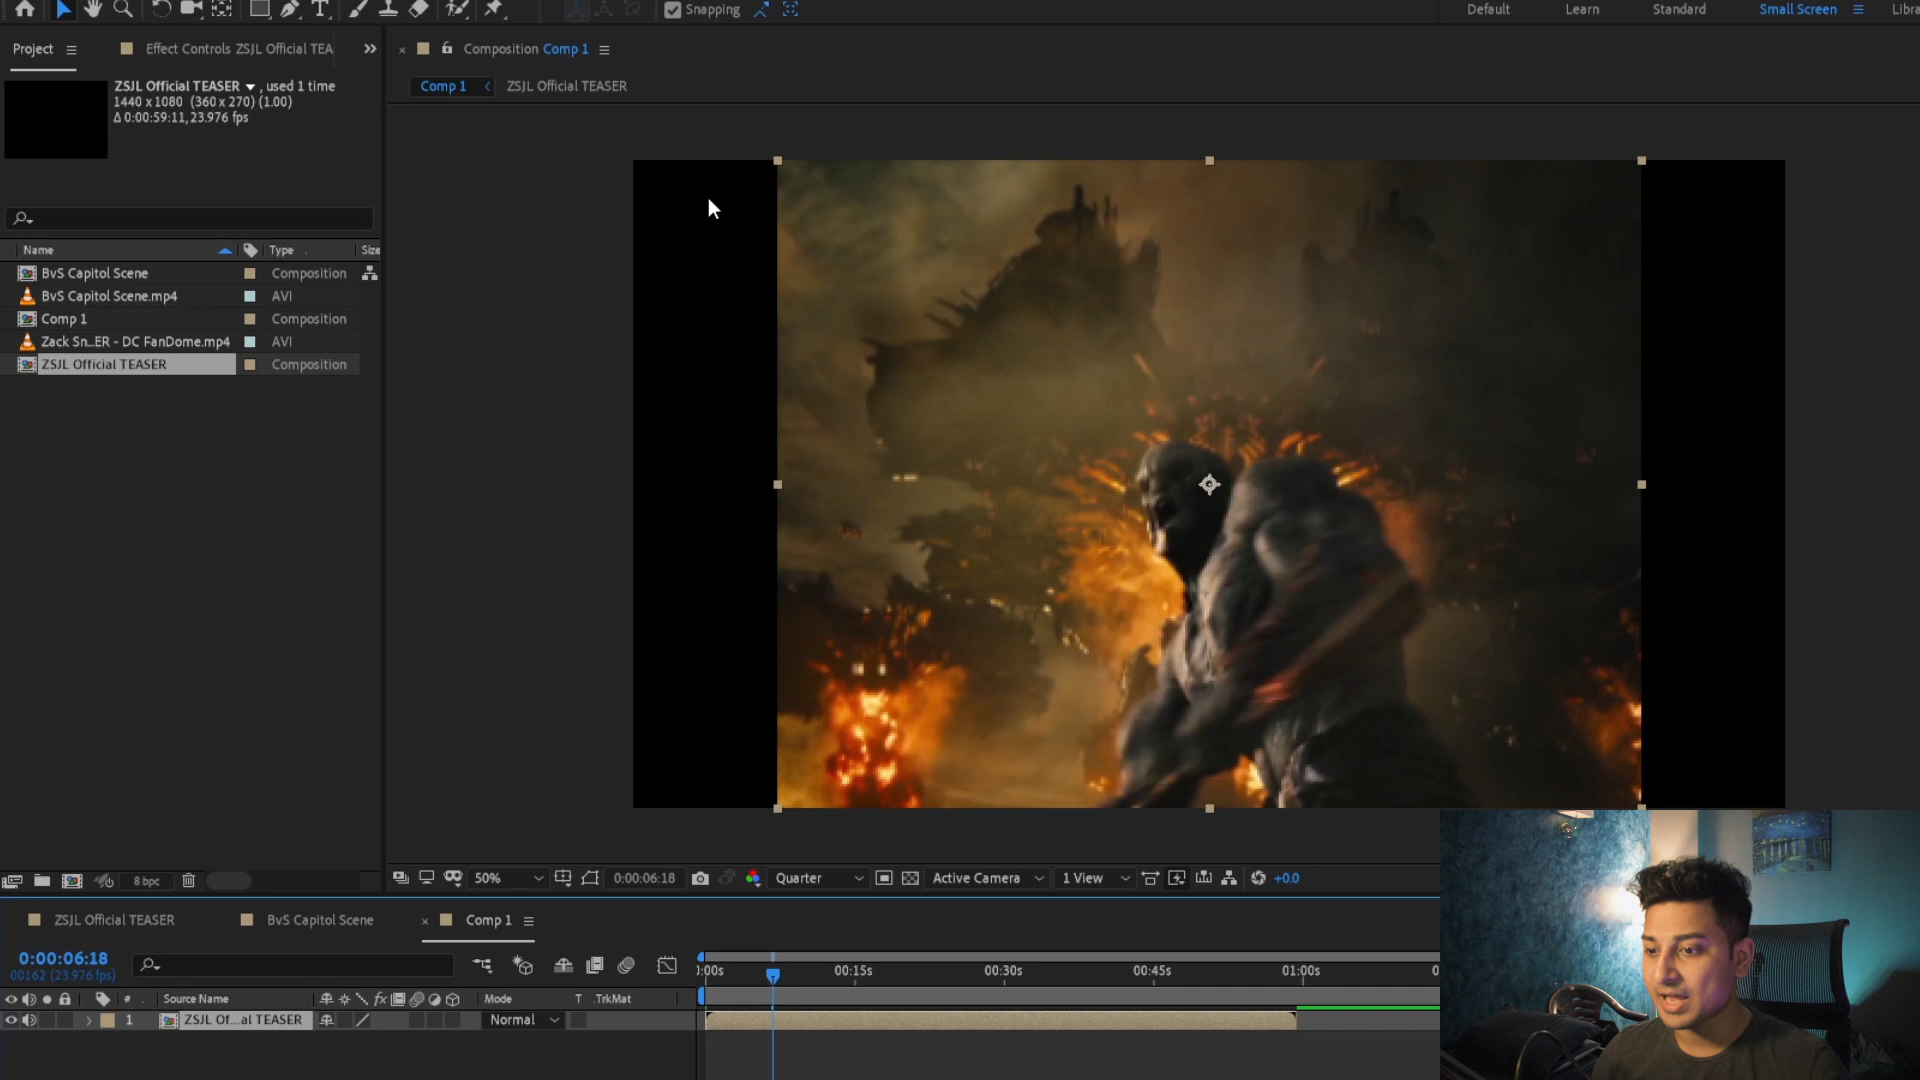 Snapping
Default
Learn
Standard
Small Screen
Libra
Project
Effect Controls ZSJL Official TEA
Composition Comp 1
Comp 1
ZSJL Official TEASER
ZSJL Official TEASER , used 1 time
1440 x 1080 (360 x 270) (1.00)
Δ 0:00:59:11, 23.976 fps
Name
Type
Size
BvS Capitol Scene
Composition
BvS Capitol Scene.mp4
AVI
Comp 1
Composition
Zack Sn...ER - DC FanDome.mp4
AVI
ZSJL Official TEASER
Composition
8 bpc
50%
0:00:06:18
Quarter
Active Camera
1 View
+0.0
ZSJL Official TEASER
BvS Capitol Scene
Comp 1
0:00:06:18
00162 (23.976 fps)
:00s
00:15s
00:30s
00:45s
01:00s
0
#
Source Name
fx
Mode
T
.TrkMat
1
ZSJL Of...al TEASER
Normal